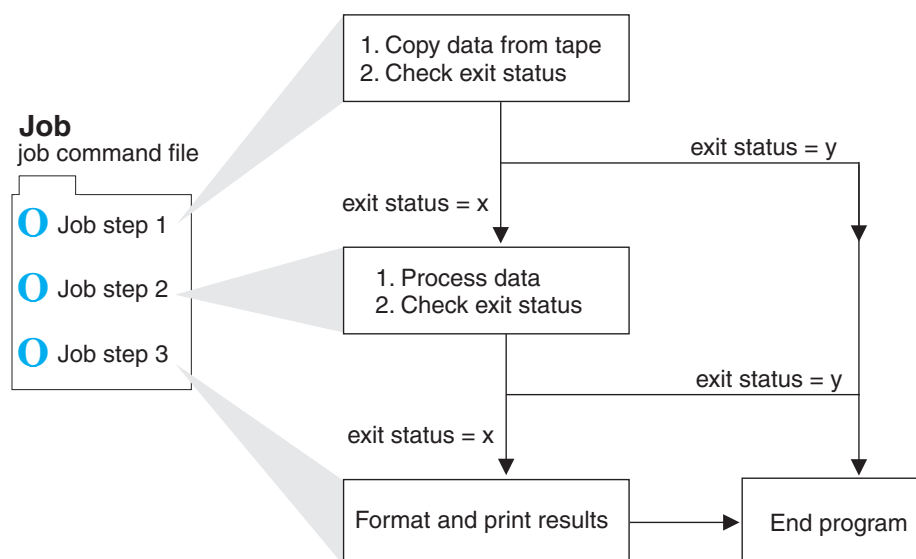 1. Copy data from tape
2. Check exit status
Job
job command file
exit status = y
exit status = x
O Job step 1
1. Process data
2. Check exit status
O Job step 2
O Job step 3
exit status = y
exit status = x
Format and print results
End program